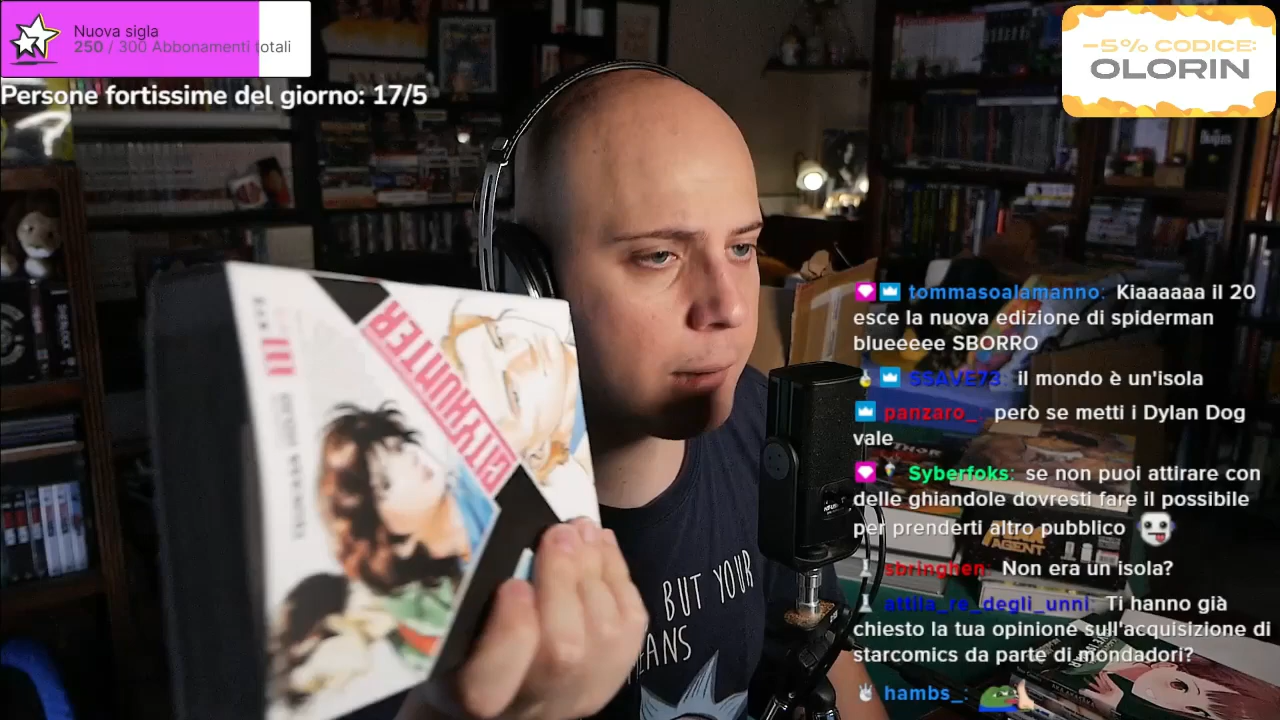 Nuova sigla
250 / 300 Abbonamenti totali
Persone fortissime del giorno: 17/5
-5% CODICE:
OLORIN
CITYHUNTER
BUT YOUR
tommasoalamanno: Kiaaaaaa il 20
esce la nuova edizione di spiderman
blueeeee SBORRO
SSAVE73: il mondo è un'isola
panzaro_: però se metti i Dylan Dog
vale
Syberfoks: se non puoi attirare con
delle ghiandole dovresti fare il possibile
per prenderti altro pubblico
sbringhen: Non era un isola?
attila_re_degli_unni: Ti hanno già
chiesto la tua opinione sull'acquisizione di
starcomics da parte di mondadori?
hambs_:
THOR
AGENT